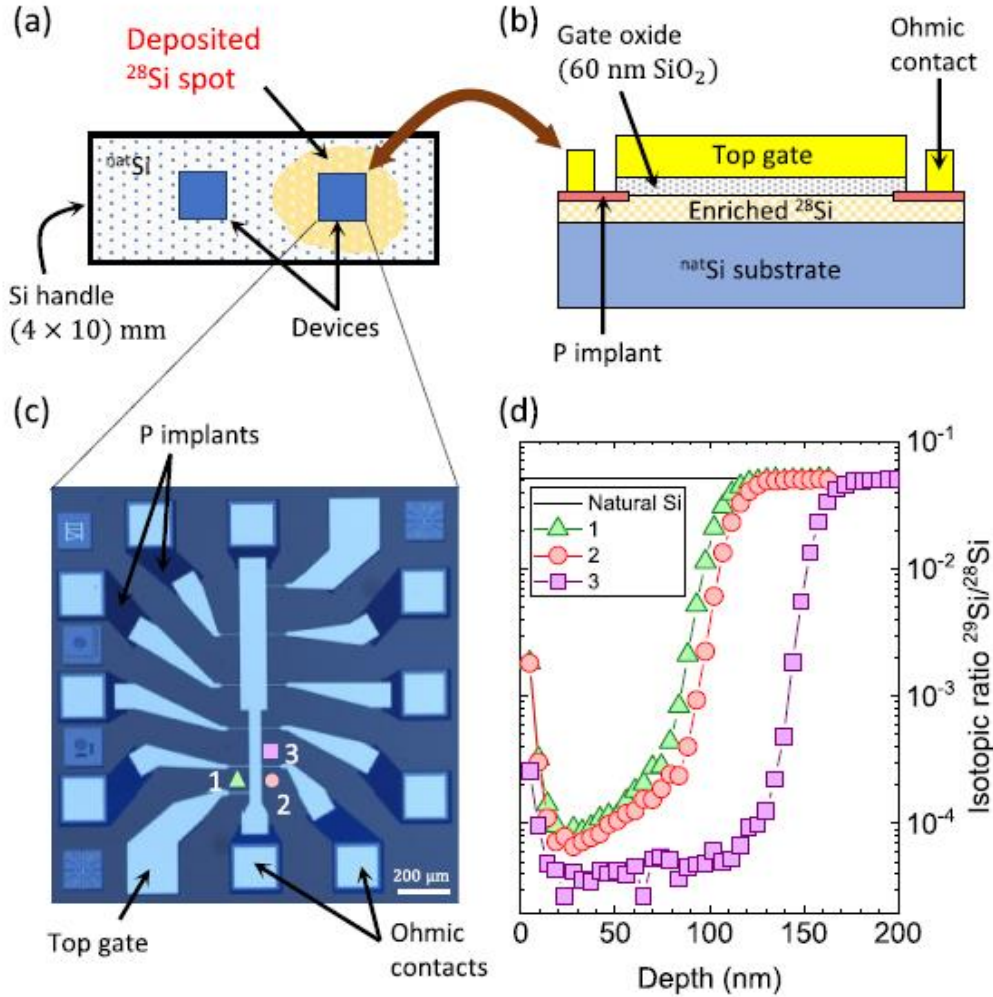 (a)
Deposited
²⁸Si spot
ⁿᵃᵗSi
Si handle
(4 × 10) mm
Devices
(b)
Gate oxide
(60 nm SiO₂)
Ohmic
contact
Top gate
Enriched ²⁸Si
ⁿᵃᵗSi substrate
P implant
(c)
P implants
3
1
2
200 µm
Top gate
Ohmic
contacts
(d)
10⁻¹
10⁻²
10⁻³
10⁻⁴
Natural Si
1
2
3
Isotopic ratio ²⁹Si/²⁸Si
0 50 100 150 200
Depth (nm)